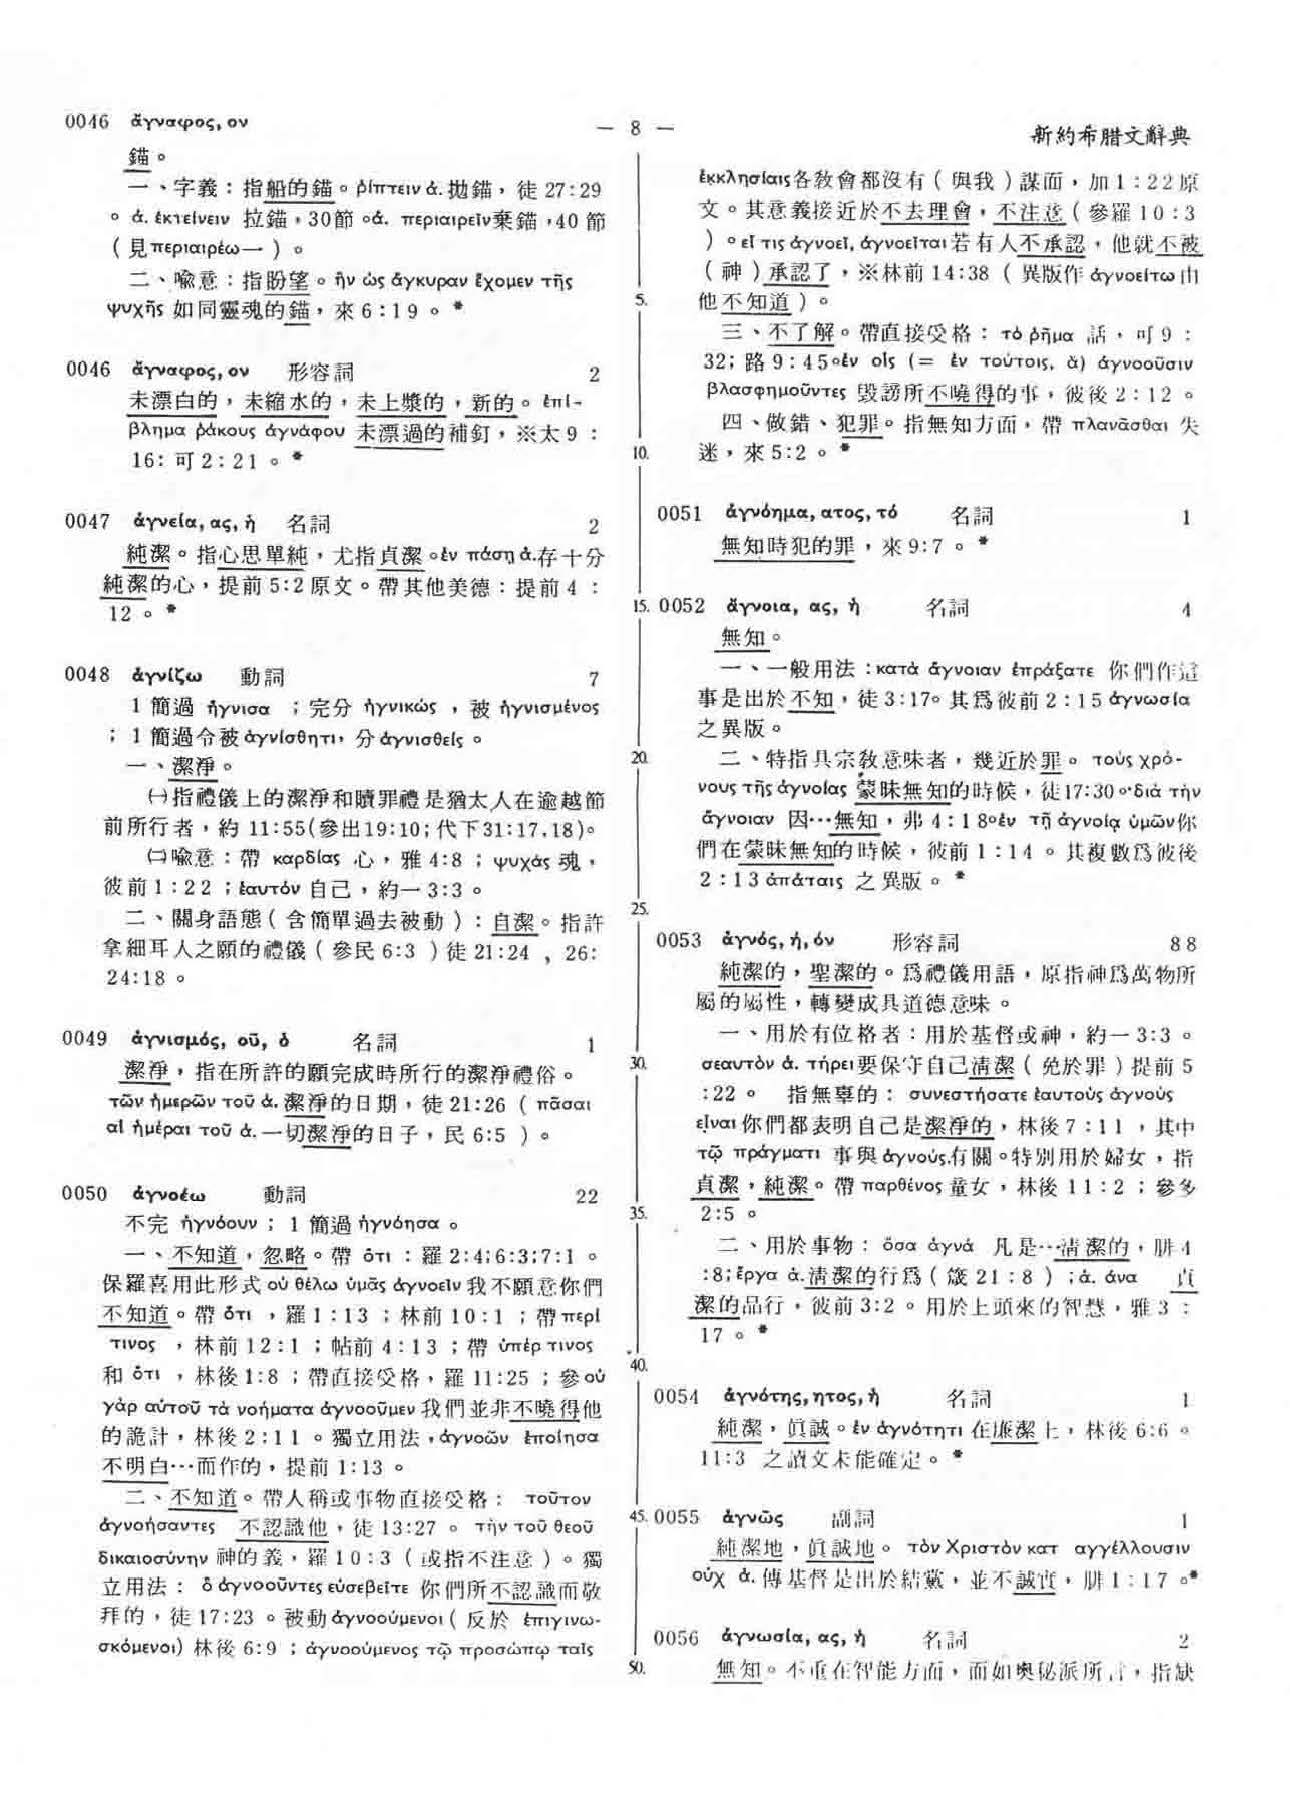 0046 ἄγναφος, ον
— 8 —
新約希腊文辭典
錨。
一、字義：指船的錨。ῥίπτειν ἀ. 拋錨，徒 27:29
。ἀ. ἐκτείνειν 拉錨，30節。ἀ. περιαιρεῖν棄錨，40節
（見περιαιρέω一）。
二、喩意：指盼望。ἣν ὡς ἄγκυραν ἔχομεν τῆς
ψυχῆς 如同靈魂的錨，來 6:19。*
0046 ἄγναφος, ον 形容詞 2
未漂白的，未縮水的，未上漿的，新的。ἐπί-
βλημα ῥάκους ἀγνάφου 未漂過的補釘，※太 9 :
16: 可 2:21。*
0047 ἁγνεία, ας, ἡ 名詞 2
純潔。指心思單純，尤指貞潔。ἐν πάσῃ ἁ.存十分
純潔的心，提前 5:2 原文。帶其他美德：提前 4 :
12。*
0048 ἁγνίζω 動詞 7
1 簡過 ἥγνισα ；完分 ἡγνικώς ，被 ἡγνισμένος
；1 簡過令被 ἁγνίσθητι，分 ἁγνισθείς。
一、潔淨。
㈠指禮儀上的潔淨和贖罪禮是猶太人在逾越節
前所行者，約 11:55(參出19:10;代下31:17,18)。
㈡喩意：帶 καρδίας 心，雅 4:8；ψυχάς 魂，
彼前 1:22；ἑαυτόν 自己，約一 3:3。
二、關身語態（含簡單過去被動）：自潔。指許
拿細耳人之願的禮儀（參民 6:3 ）徒 21:24 , 26:
24:18。
0049 ἁγνισμός, οῦ, ὁ 名詞 1
潔淨，指在所許的願完成時所行的潔淨禮俗。
τῶν ἡμερῶν τοῦ ἁ. 潔淨的日期，徒 21:26（ πᾶσαι
αἱ ἡμέραι τοῦ ἁ. 一切潔淨的日子，民 6:5 ）。
0050 ἀγνοέω 動詞 22
不完 ἠγνόουν；1 簡過 ἠγνόησα。
一、不知道，忽略。帶 ὅτι：羅 2:4;6:3;7:1。
保羅喜用此形式 οὐ θέλω ὑμᾶς ἀγνοεῖν 我不願意你們
不知道。帶 ὅτι ，羅 1:13；林前 10:1；帶 περί
τινος ，林前 12:1；帖前 4:13；帶 ὑπέρ τινος
和 ὅτι ，林後 1:8；帶直接受格，羅 11:25；參 οὐ
γὰρ αὐτοῦ τὰ νοήματα ἀγνοοῦμεν 我們並非不曉得他
的詭計，林後 2:11。獨立用法，ἀγνοῶν ἐποίησα
不明白…而作的，提前 1:13。
二、不知道。帶人稱或事物直接受格： τοῦτον
ἀγνοήσαντες 不認識他，徒 13:27。 τὴν τοῦ θεοῦ
δικαιοσύνην 神的義，羅 10:3（或指不注意）。獨
立用法：ὃ ἀγνοοῦντες εὐσεβεῖτε 你們所不認識而敬
拜的，徒 17:23。被動 ἀγνοούμενοι（反於 ἐπιγινω-
σκόμενοι) 林後 6:9；ἀγνοούμενος τῷ προσώπῳ ταῖς
5.
10.
15.
20.
25.
30.
35.
40.
45.
50.
ἐκκλησίαις各教會都沒有（與我）謀面，加 1:22原
文。其意義接近於不去理會，不注意（參羅 10:3
）。εἴ τις ἀγνοεῖ, ἀγνοεῖται若有人不承認，他就不被
（神）承認了，※林前 14:38（異版作 ἀγνοείτω 由
他不知道）。
三、不了解。帶直接受格：τὸ ῥῆμα 話，可 9 :
32; 路 9:45。ἐν οἷς (= ἐν τούτοις, ἃ) ἀγνοοῦσιν
βλασφημοῦντες 毀謗所不曉得的事，彼後 2:12。
四、做錯、犯罪。指無知方面，帶 πλανᾶσθαι 失
迷，來 5:2。*
0051 ἀγνόημα, ατος, τό 名詞 1
無知時犯的罪，來 9:7。*
0052 ἄγνοια, ας, ἡ 名詞 4
無知。
一、一般用法：κατὰ ἄγνοιαν ἐπράξατε 你們作這
事是出於不知，徒 3:17。其爲彼前 2:15 ἀγνωσία
之異版。
二、特指具宗教意味者，幾近於罪。τοὺς χρό-
νους τῆς ἀγνοίας 蒙昧無知的時候，徒17:30。διὰ τὴν
ἄγνοιαν 因…無知，弗 4:18。ἐν τῇ ἀγνοίᾳ ὑμῶν你
們在蒙昧無知的時候，彼前 1:14。其複數爲彼後
2:13 ἀπάταις 之異版。*
0053 ἁγνός, ή, όν 形容詞 88
純潔的，聖潔的。爲禮儀用語，原指神爲萬物所
屬的屬性，轉變成具道德意味。
一、用於有位格者：用於基督或神，約一 3:3。
σεαυτὸν ἁ. τήρει要保守自己清潔（免於罪）提前 5
:22。 指無辜的： συνεστήσατε ἑαυτοὺς ἁγνοὺς
εἶναι 你們都表明自己是潔淨的，林後 7:11，其中
τῷ πράγματι 事與 ἁγνούς.有關。特別用於婦女，指
貞潔，純潔。帶 παρθένος 童女，林後 11:2；參多
2:5。
二、用於事物：ὅσα ἁγνά 凡是…清潔的，腓 4
:8; ἔργα ἁ. 清潔的行爲（箴 21:8）；ἁ. ἀνα 貞
潔的品行，彼前 3:2。用於上頭來的智慧，雅 3 :
17。*
0054 ἁγνότης, ητος, ἡ 名詞 1
純潔，眞誠。ἐν ἁγνότητι 在廉潔上，林後 6:6。
11:3 之讀文未能確定。*
0055 ἁγνῶς 副詞 1
純潔地，眞誠地。 τὸν Χριστὸν κατ αγγέλλουσιν
οὐχ ἁ. 傳基督是出於結黨，並不誠實，腓 1:17。*
0056 ἀγνωσία, ας, ἡ 名詞 2
無知。不重在智能方面，而如奧秘派所言，指缺